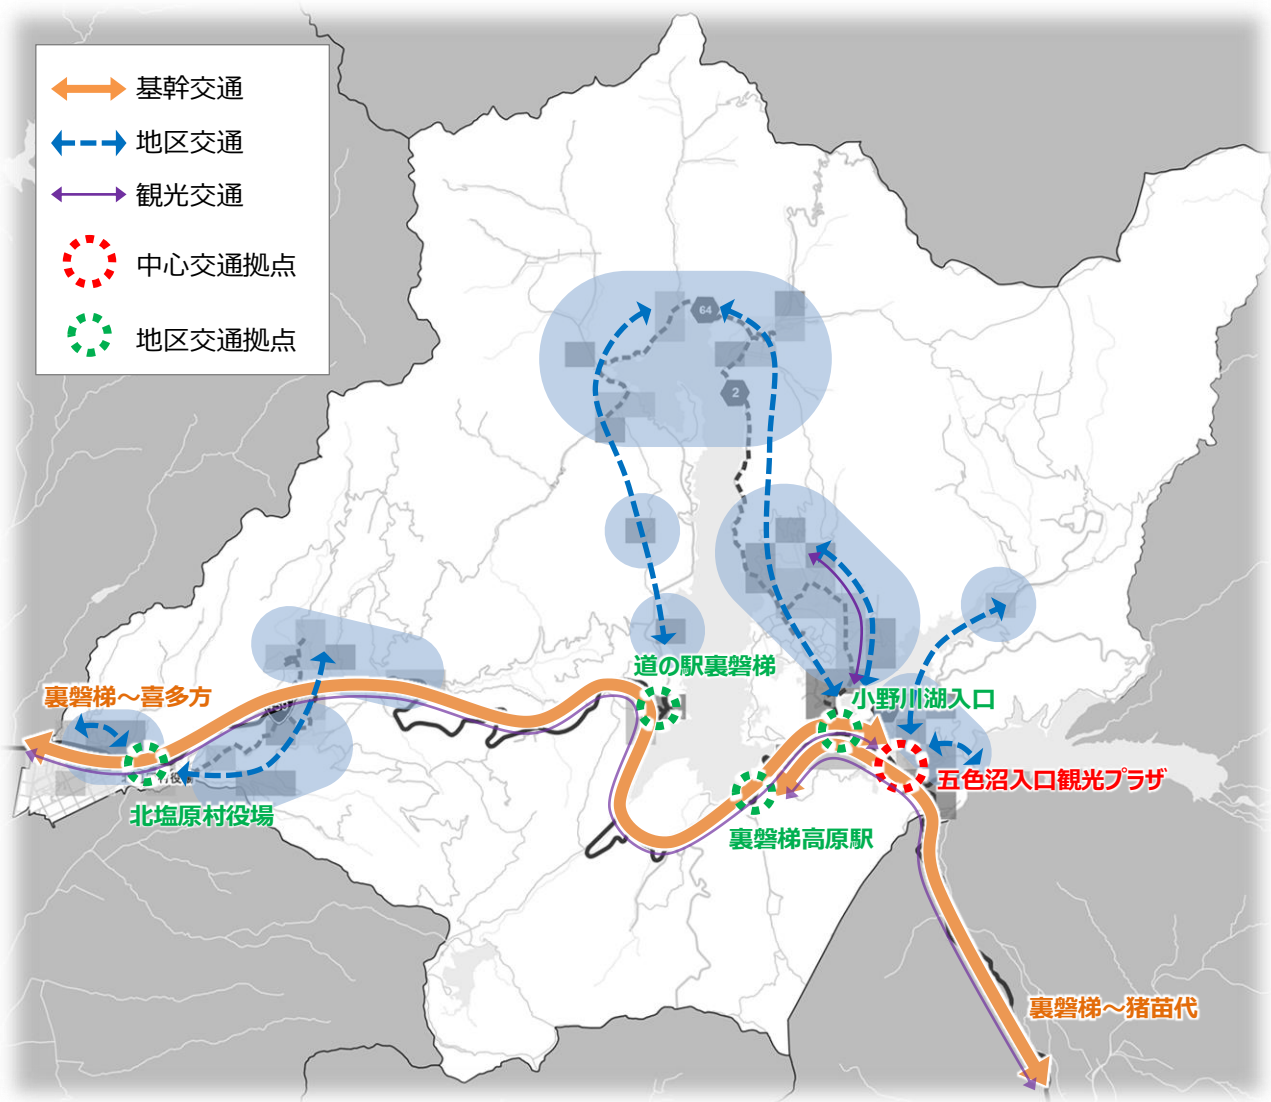 基幹交通
地区交通
観光交通
中心交通拠点
地区交通拠点
64
2
道の駅裏磐梯
裏磐梯～喜多方
小野川湖入口
五色沼入口観光プラザ
北塩原村役場
裏磐梯高原駅
裏磐梯～猪苗代